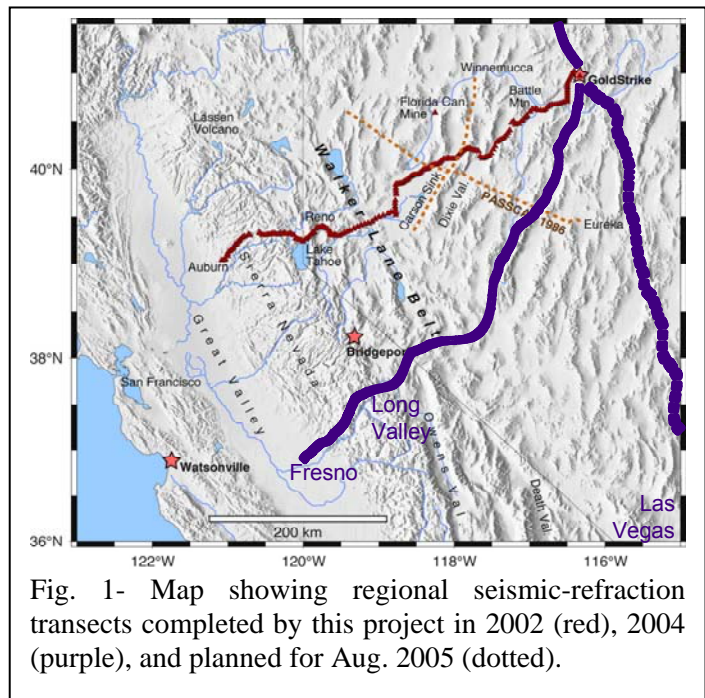 Winnemucca
GoldStrike
Lassen
Volcano
Florida Can.
Mine
Battle
Mtn
40°N
Walker Lane Belt
Carson Sink
Dixie Val.
PASSCAL 1986
Eureka
Reno
Lake
Tahoe
Auburn
Sierra Nevada
Great Valley
38°N
Bridgeport
San Francisco
Long
Valley
Owens Val
Fresno
Watsonville
Death Val
Las
Vegas
200 km
36°N
122°W
120°W
118°W
116°W
Fig. 1- Map showing regional seismic-refraction
transects completed by this project in 2002 (red), 2004
(purple), and planned for Aug. 2005 (dotted).